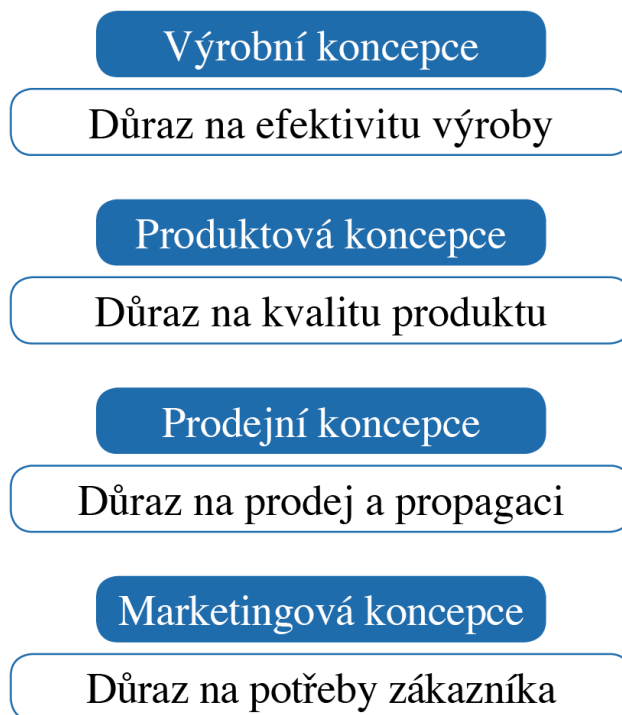 Výrobní koncepce
Důraz na efektivitu výroby
Produktová koncepce
Důraz na kvalitu produktu
Prodejní koncepce
Důraz na prodej a propagaci
Marketingová koncepce
Důraz na potřeby zákazníka